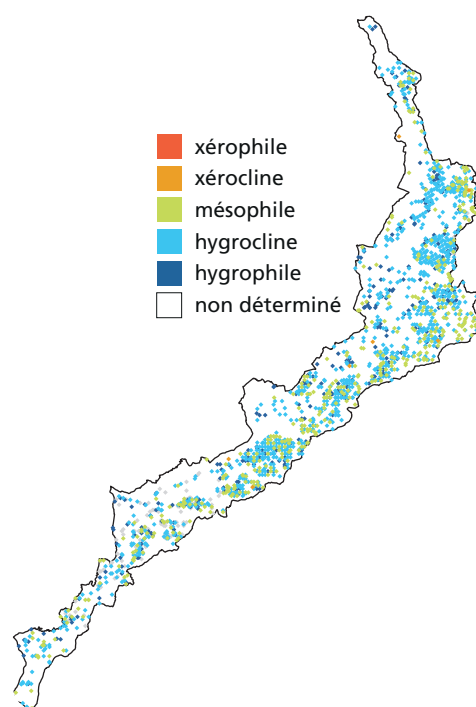 xérophile
xérocline
mésophile
hygrocline
hygrophile
non déterminé